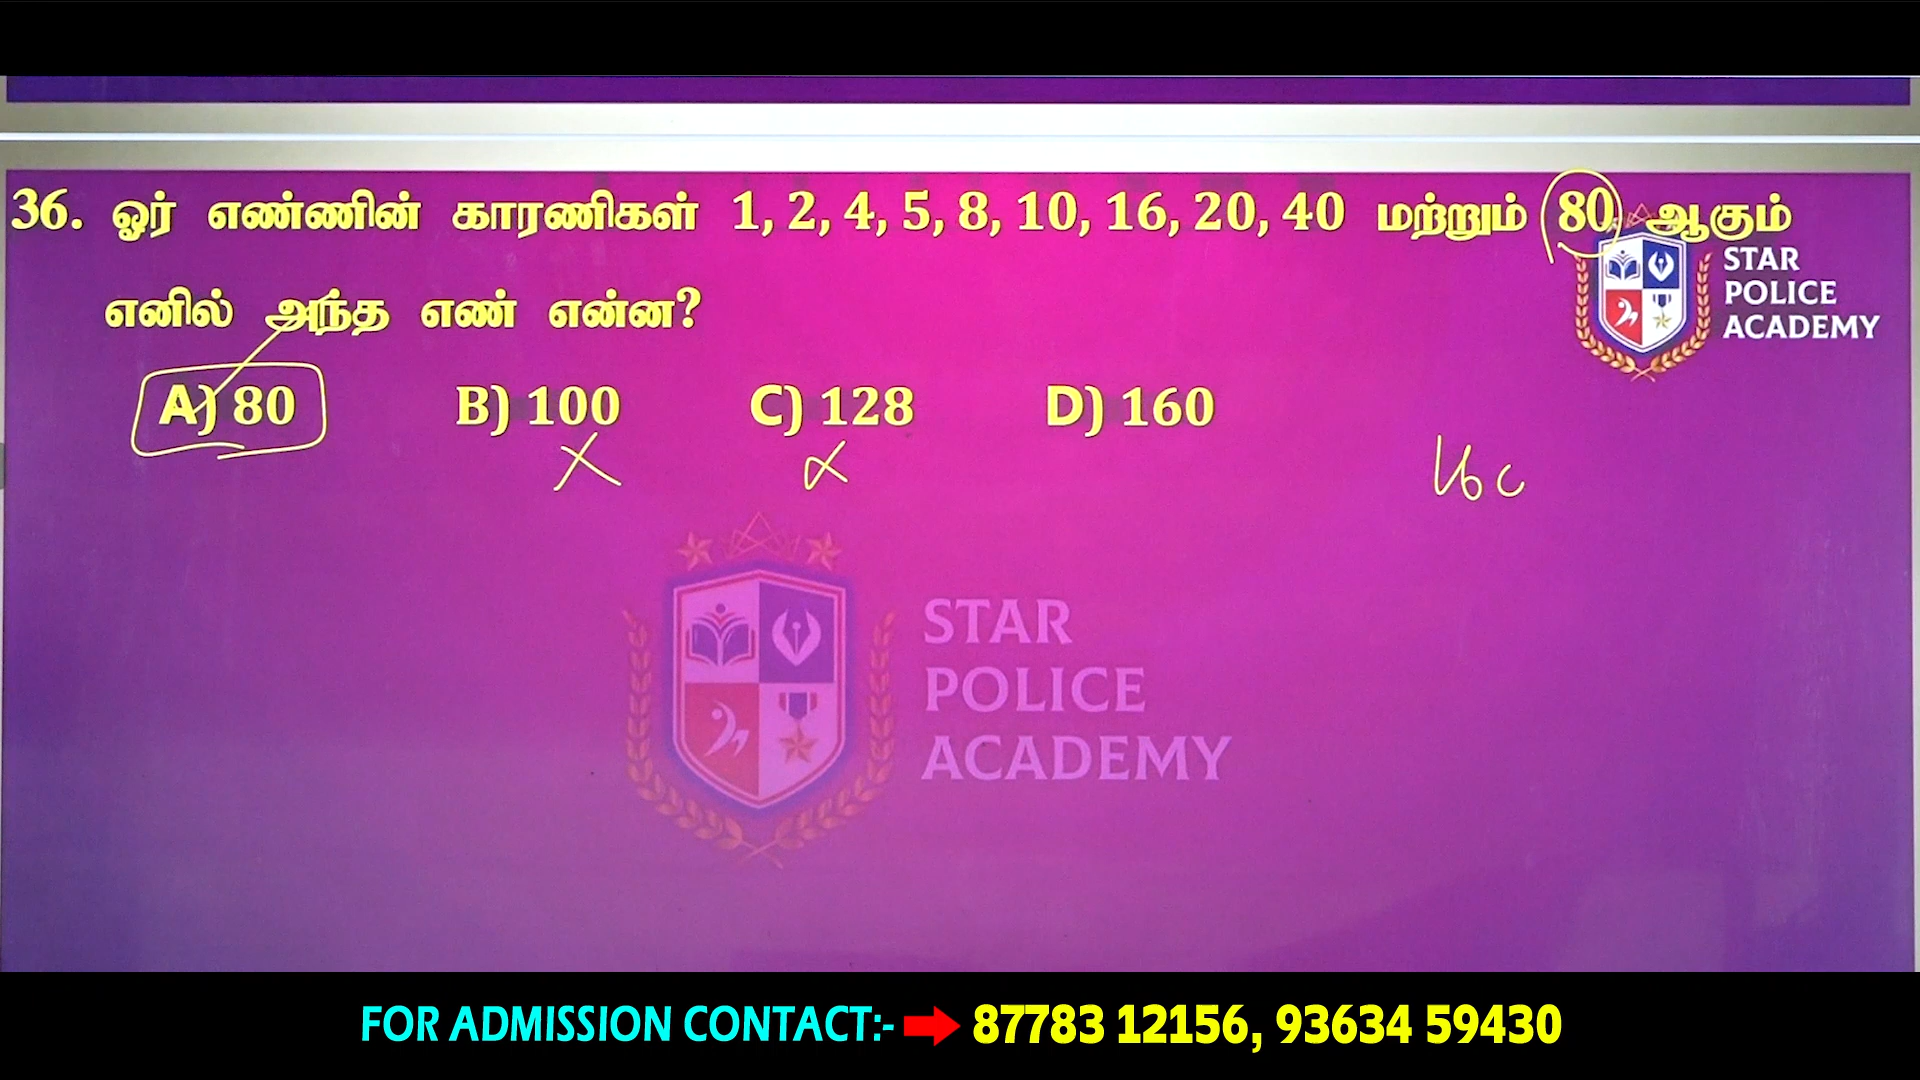 36. ஓர் எண்ணின் காரணிகள் 1, 2, 4, 5, 8, 10, 16, 20, 40 மற்றும் 80 ஆகும்
எனில் அந்த எண் என்ன?
STAR
POLICE
ACADEMY
A) 80 B) 100 C) 128 D) 160
160
STAR
POLICE
ACADEMY
FOR ADMISSION CONTACT:- 87783 12156, 93634 59430